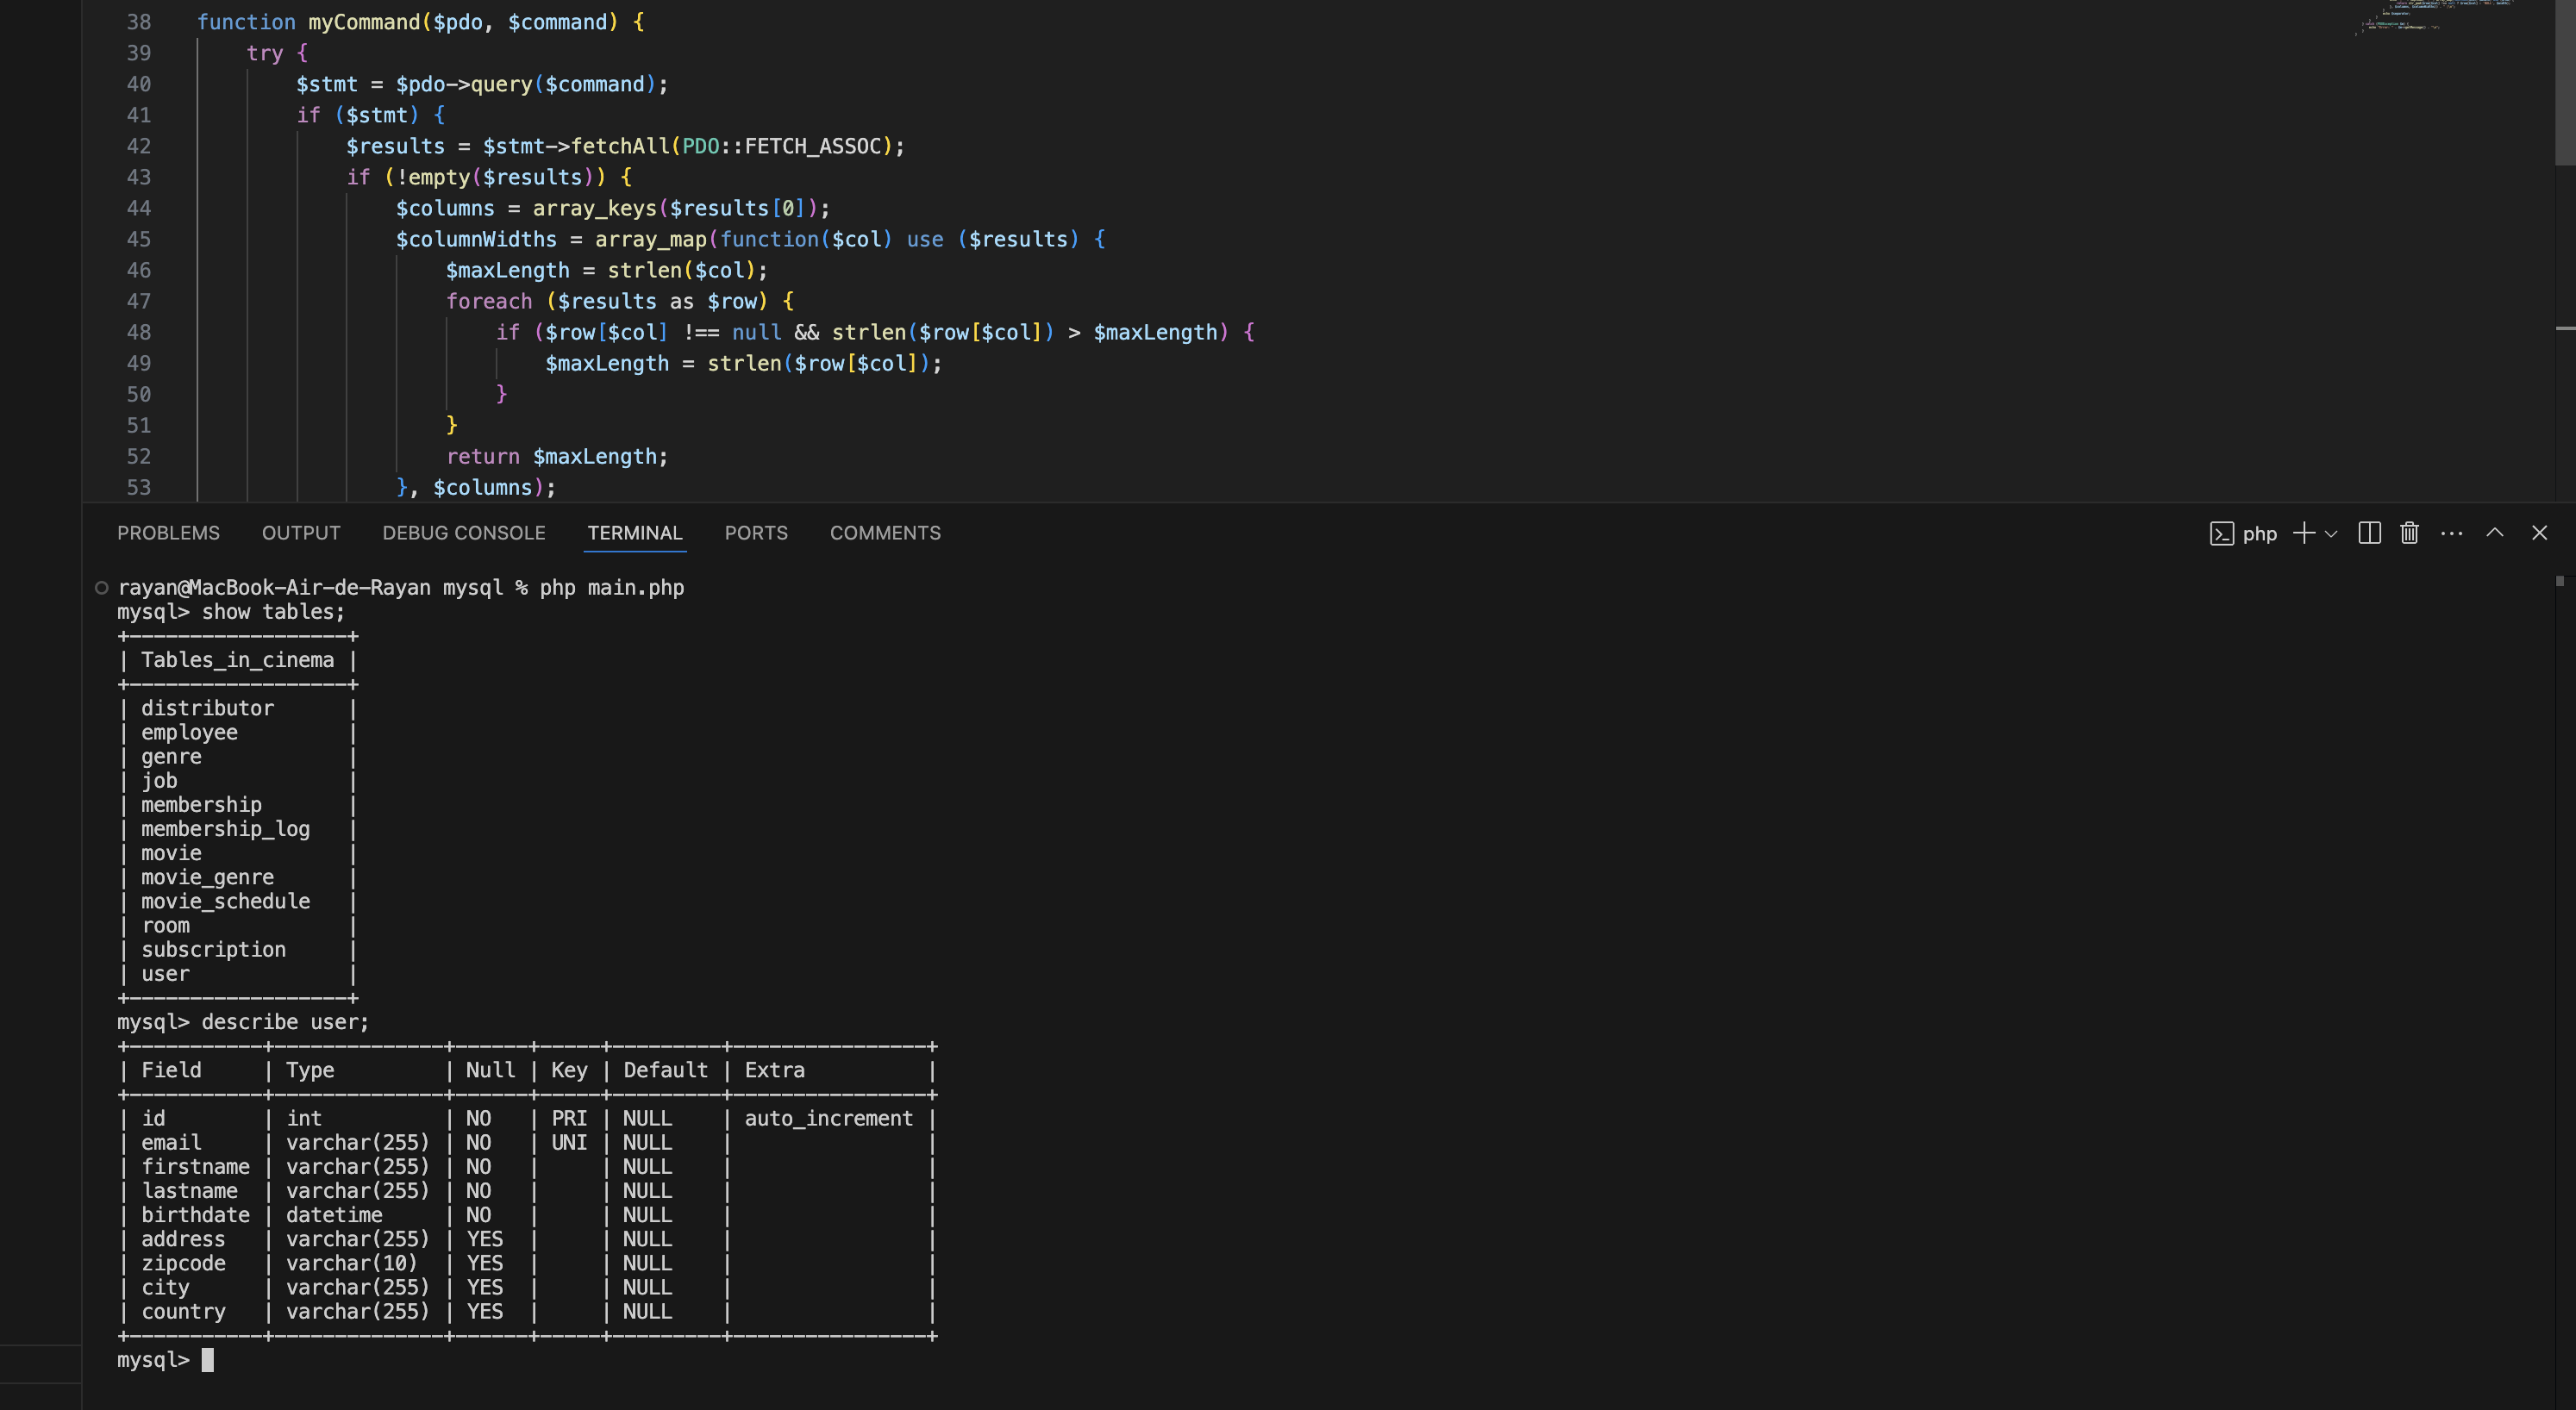 38 function myCommand($pdo, $command) {
39 try {
40 $stmt = $pdo->query($command);
41 if ($stmt) {
42 $results = $stmt->fetchAll(PDO::FETCH_ASSOC);
43 if (!empty($results)) {
44 $columns = array_keys($results[0]);
45 $columnWidths = array_map(function($col) use ($results) {
46 $maxLength = strlen($col);
47 foreach ($results as $row) {
48 if ($row[$col] !== null && strlen($row[$col]) > $maxLength) {
49 $maxLength = strlen($row[$col]);
50 }
51 }
52 return $maxLength;
53 }, $columns);
PROBLEMS OUTPUT DEBUG CONSOLE TERMINAL PORTS COMMENTS php
rayan@MacBook-Air-de-Rayan mysql % php main.php
mysql> show tables;
+------------------+
| Tables_in_cinema |
+------------------+
| distributor      |
| employee         |
| genre            |
| job              |
| membership       |
| membership_log   |
| movie            |
| movie_genre      |
| movie_schedule   |
| room             |
| subscription     |
| user             |
+------------------+
mysql> describe user;
+-----------+--------------+------+-----+---------+----------------+
| Field     | Type         | Null | Key | Default | Extra          |
+-----------+--------------+------+-----+---------+----------------+
| id        | int          | NO   | PRI | NULL    | auto_increment |
| email     | varchar(255) | NO   | UNI | NULL    |                |
| firstname | varchar(255) | NO   |     | NULL    |                |
| lastname  | varchar(255) | NO   |     | NULL    |                |
| birthdate | datetime     | NO   |     | NULL    |                |
| address   | varchar(255) | YES  |     | NULL    |                |
| zipcode   | varchar(10)  | YES  |     | NULL    |                |
| city      | varchar(255) | YES  |     | NULL    |                |
| country   | varchar(255) | YES  |     | NULL    |                |
+-----------+--------------+------+-----+---------+----------------+
mysql>